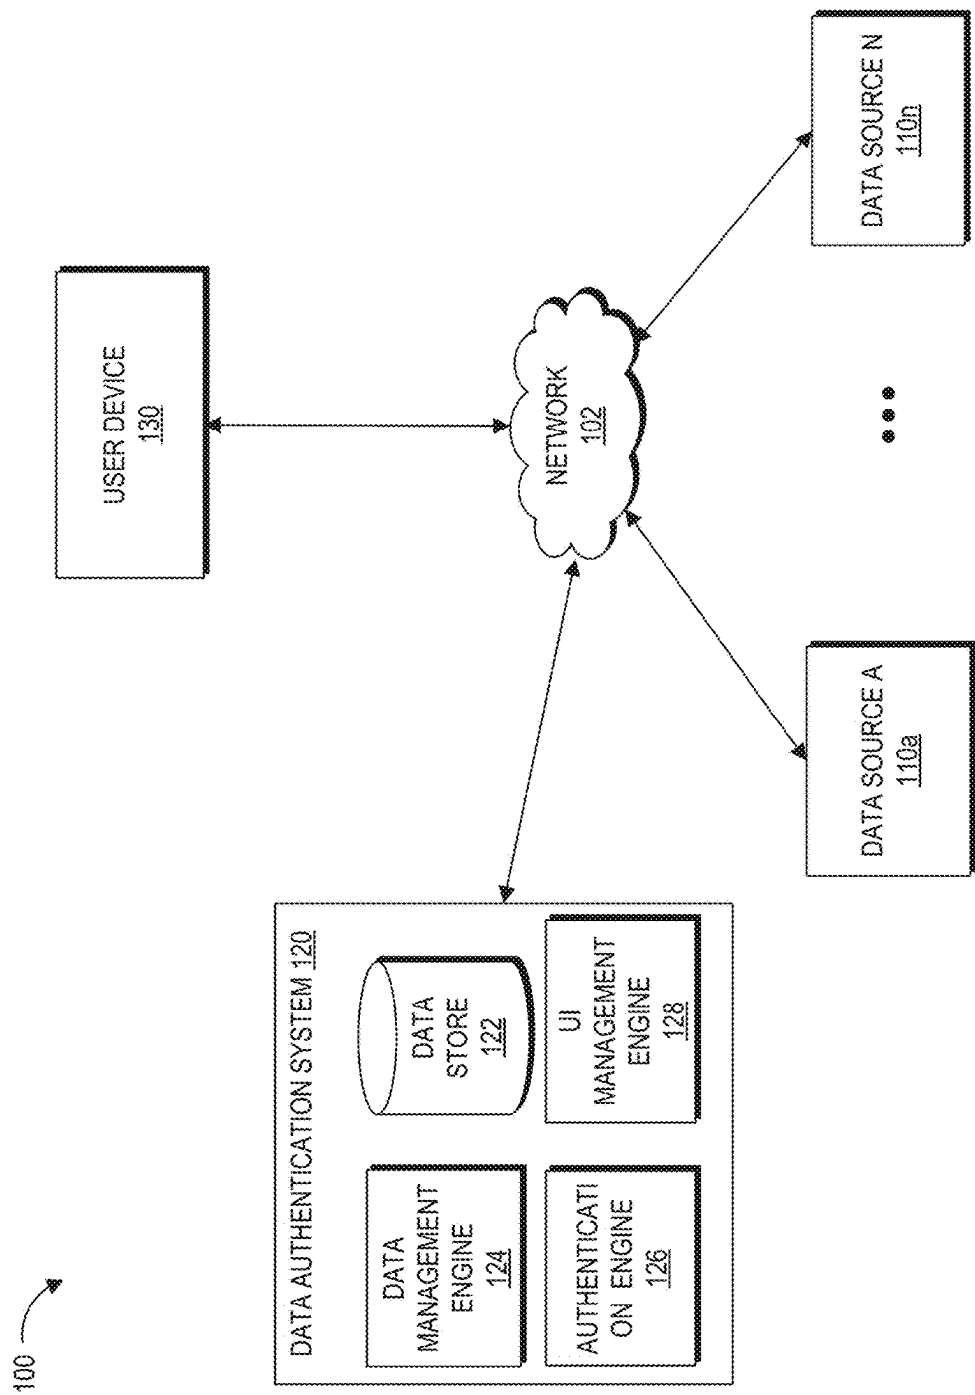 100
USER DEVICE
130
DATA AUTHENTICATION SYSTEM 120
DATA
MANAGEMENT
ENGINE
124
DATA
STORE
122
AUTHENTICATI
ON ENGINE
126
UI
MANAGEMENT
ENGINE
128
NETWORK
102
DATA SOURCE A
110a
DATA SOURCE N
110n